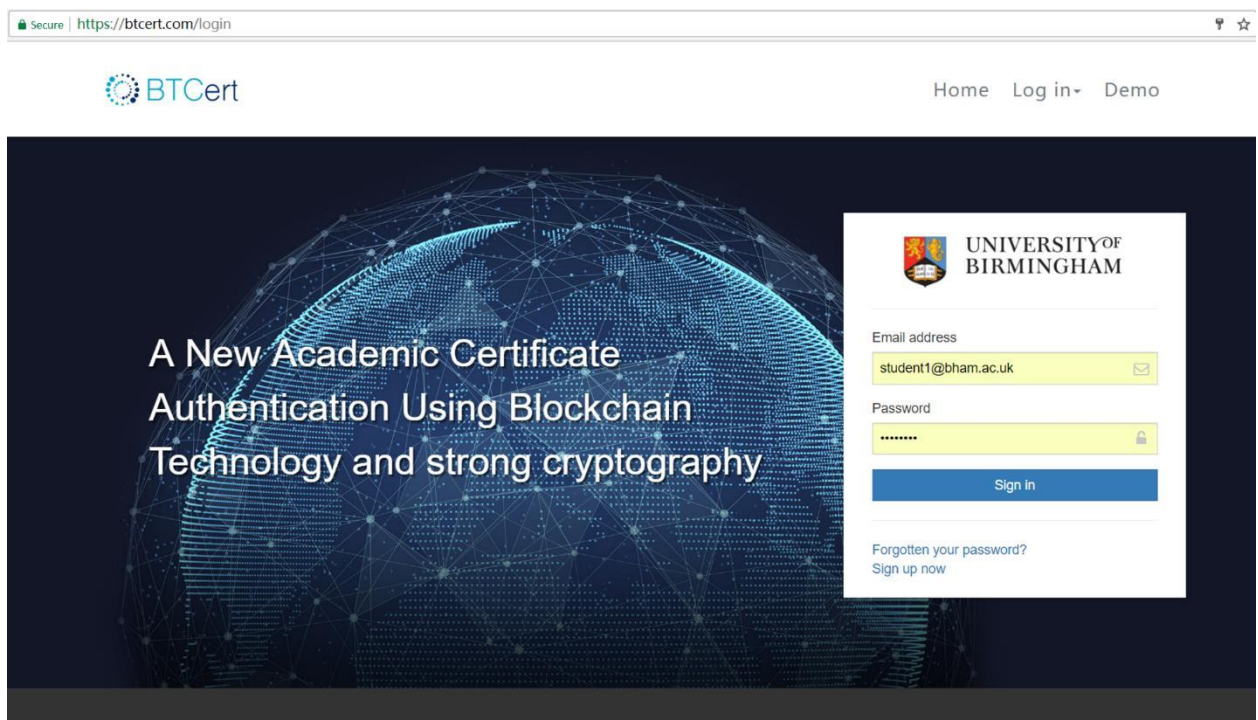 Secure | https://btcert.com/login
BTCert
Home Log in Demo
A New Academic Certificate
Authentication Using Blockchain
Technology and strong cryptography
UNIVERSITY OF
BIRMINGHAM
Email address
student1@bham.ac.uk
Password
••••••••
Sign in
Forgotten your password?
Sign up now